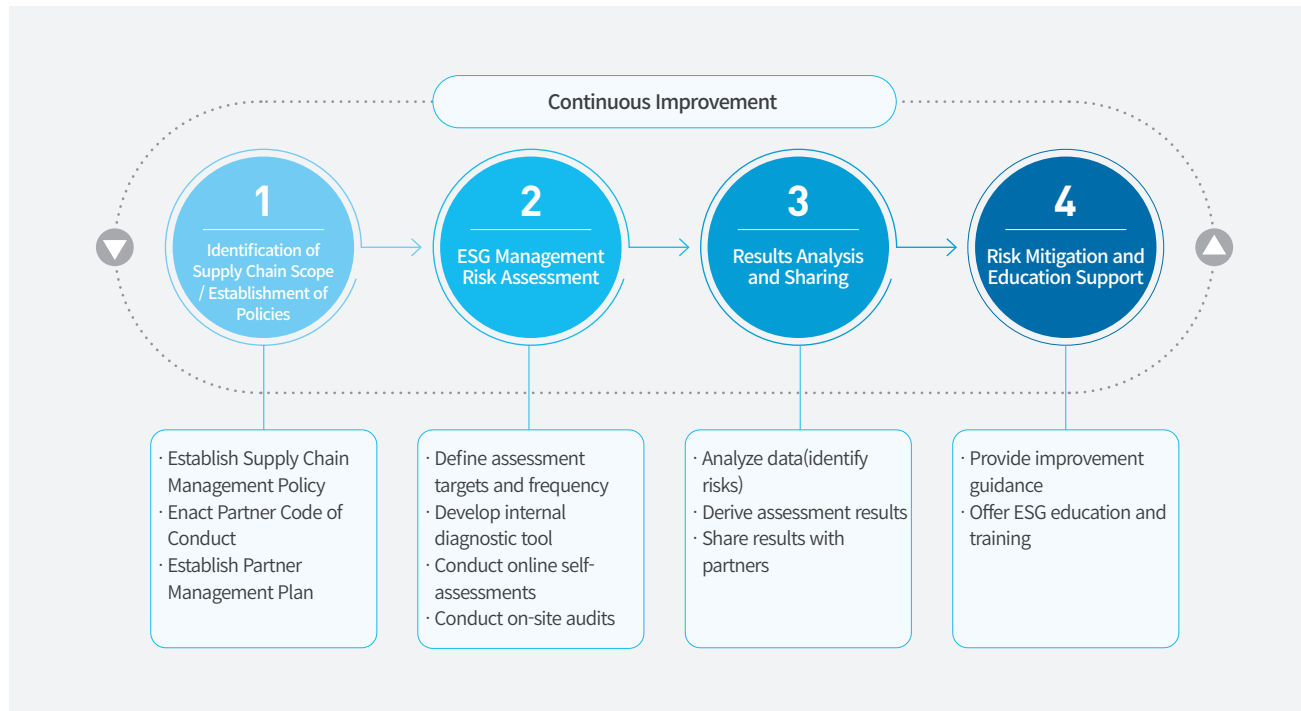 Continuous Improvement
1
Identification of
Supply Chain Scope
/ Establishment of
Policies
2
ESG Management
Risk Assessment
3
Results Analysis
and Sharing
4
Risk Mitigation and
Education Support
· Establish Supply Chain
Management Policy
· Enact Partner Code of
Conduct
· Establish Partner
Management Plan
· Define assessment
targets and frequency
· Develop internal
diagnostic tool
· Conduct online self-
assessments
· Conduct on-site audits
· Analyze data(identify
risks)
· Derive assessment results
· Share results with
partners
· Provide improvement
guidance
· Offer ESG education and
training